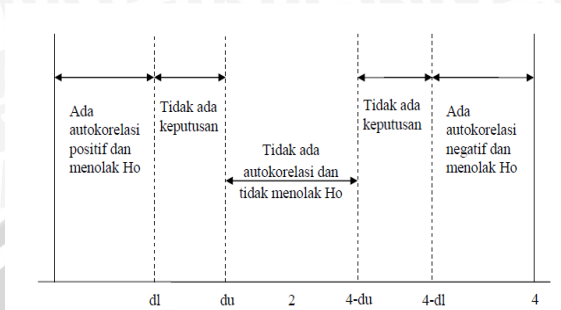 Ada
autokorelasi
positif dan
menolak Ho
Tidak ada
keputusan
Tidak ada
autokorelasi dan
tidak menolak Ho
Tidak ada
keputusan
Ada
autokorelasi
negatif dan
menolak Ho
dl du 2 4-du 4-dl 4